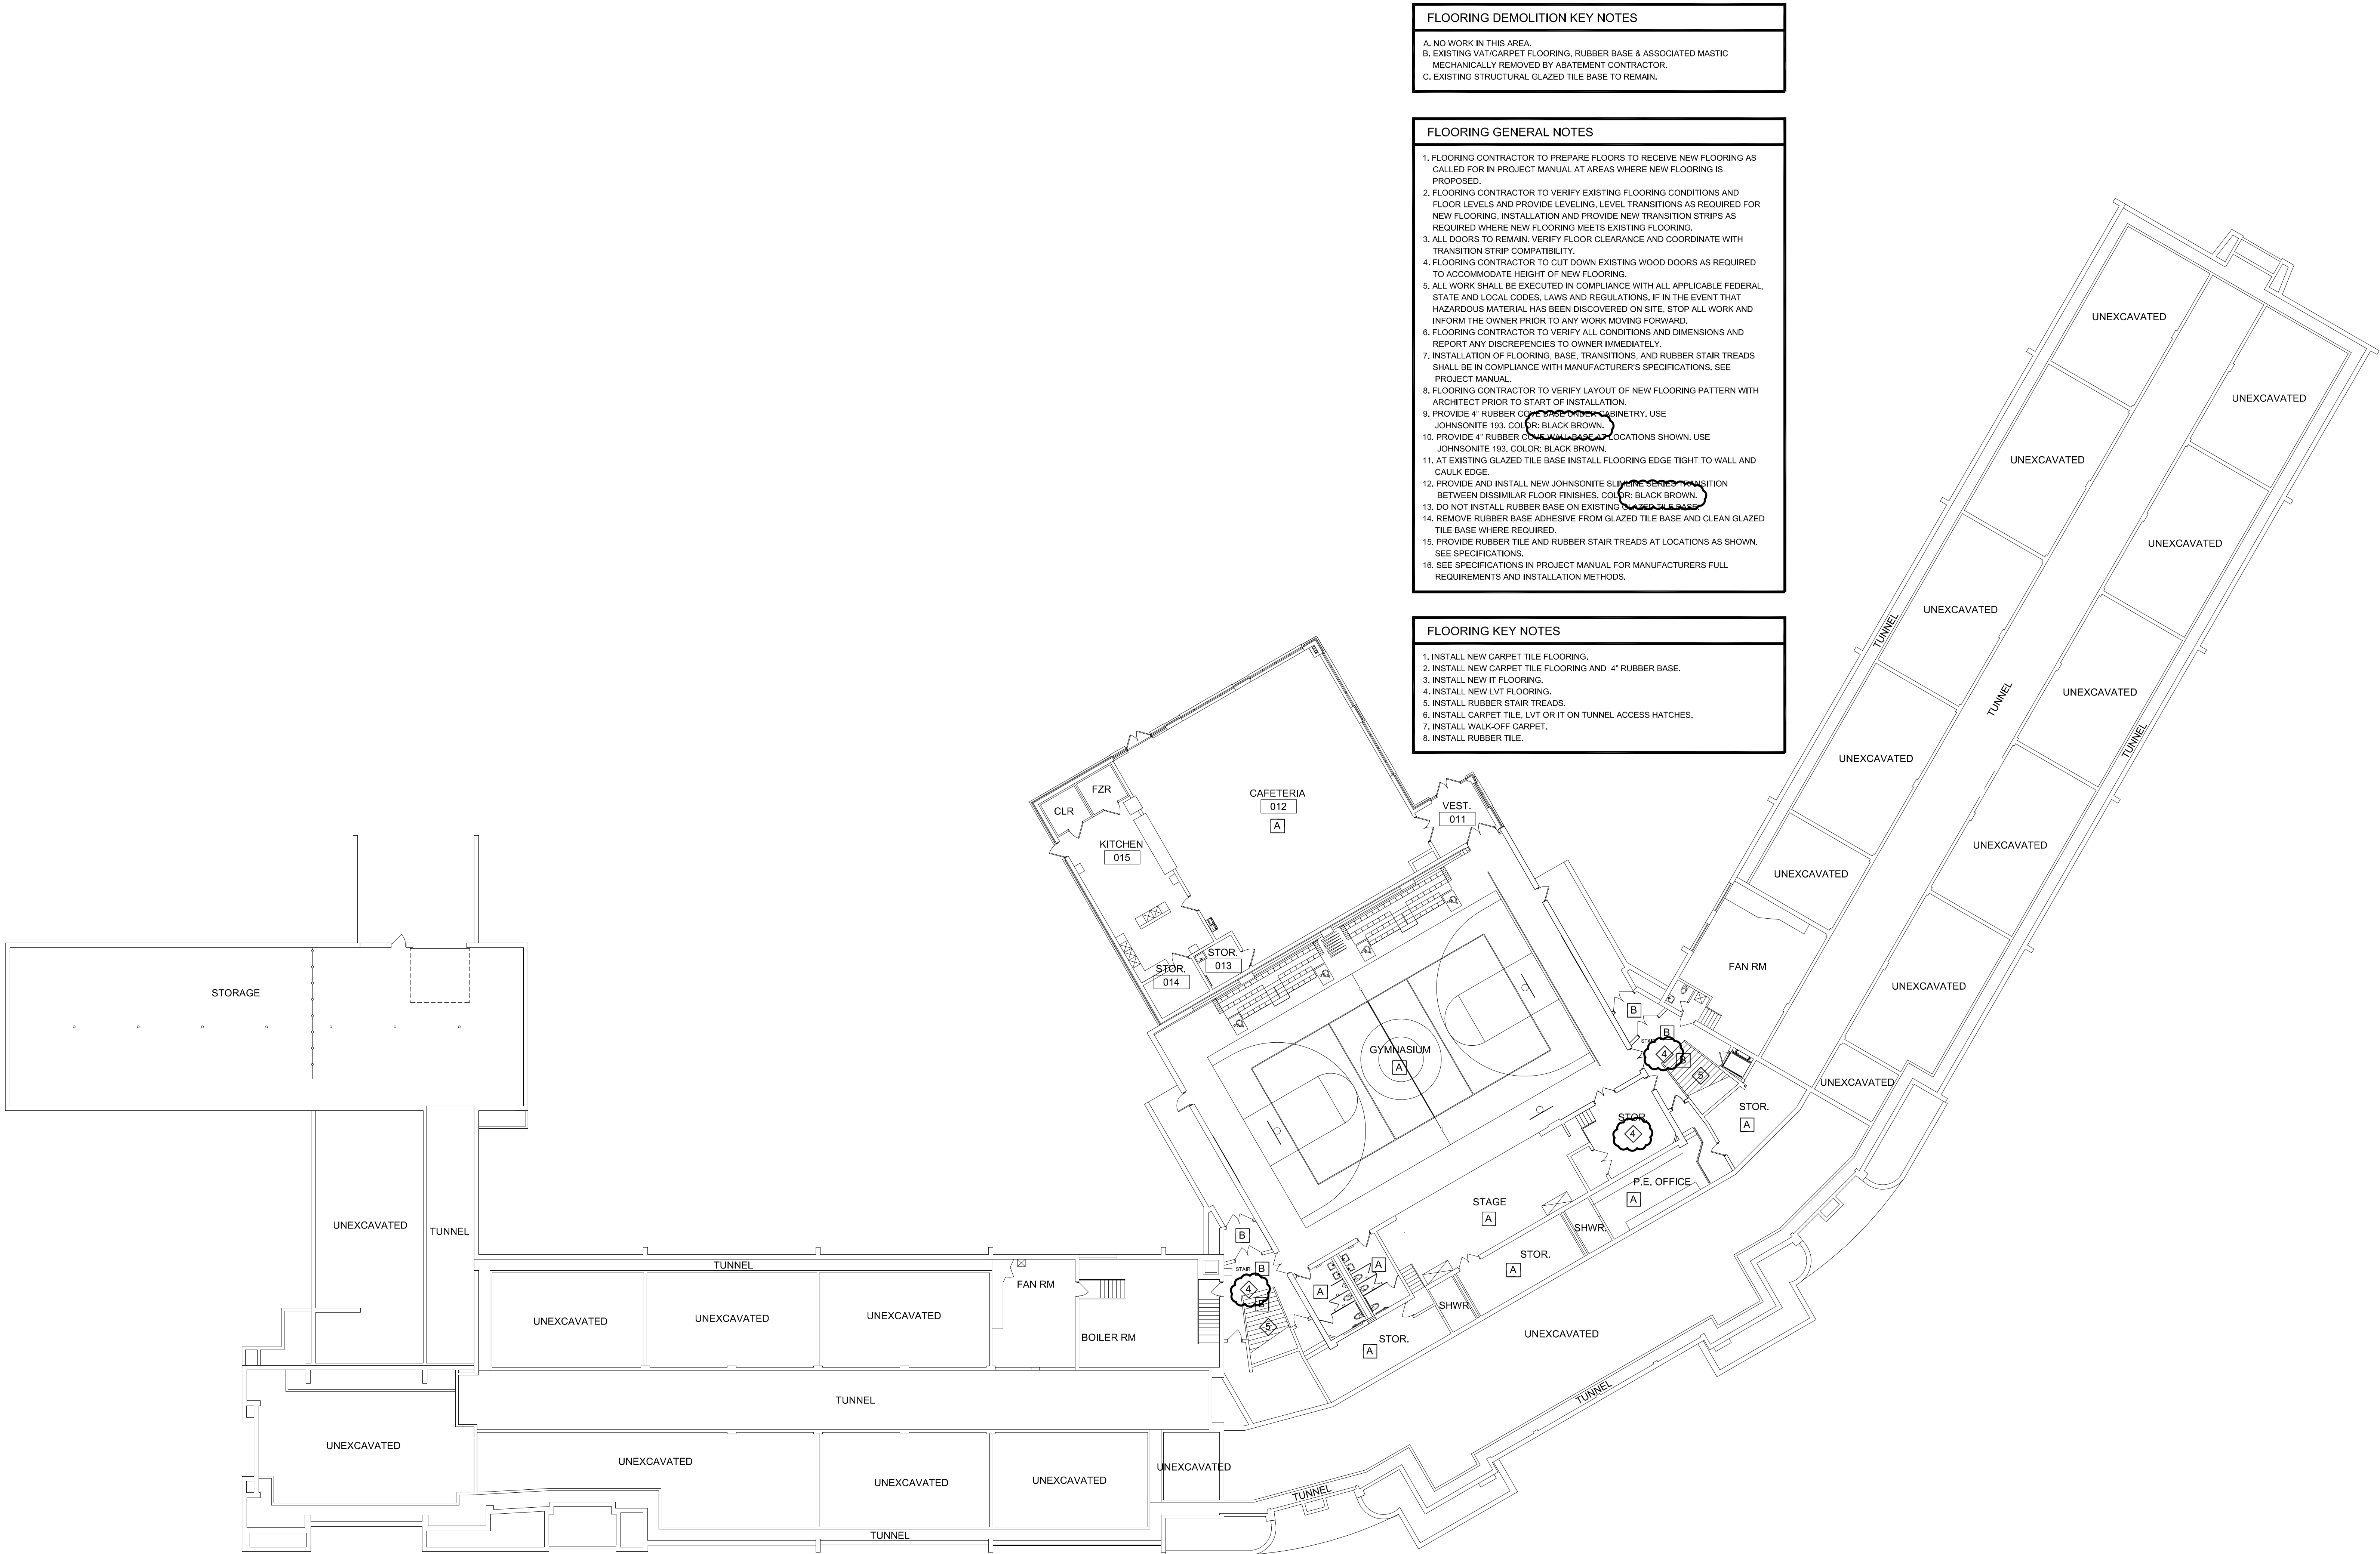 FLOORING DEMOLITION KEY NOTES
A. NO WORK IN THIS AREA.
B. EXISTING VAT/CARPET FLOORING, RUBBER BASE & ASSOCIATED MASTIC
MECHANICALLY REMOVED BY ABATEMENT CONTRACTOR.
C. EXISTING STRUCTURAL GLAZED TILE BASE TO REMAIN.
FLOORING GENERAL NOTES
1. FLOORING CONTRACTOR TO PREPARE FLOORS TO RECEIVE NEW FLOORING AS
CALLED FOR IN PROJECT MANUAL AT AREAS WHERE NEW FLOORING IS
PROPOSED.
2. FLOORING CONTRACTOR TO VERIFY EXISTING FLOORING CONDITIONS AND
FLOOR LEVELS AND PROVIDE LEVELING, LEVEL TRANSITIONS AS REQUIRED FOR
NEW FLOORING, INSTALLATION AND PROVIDE NEW TRANSITION STRIPS AS
REQUIRED WHERE NEW FLOORING MEETS EXISTING FLOORING.
3. ALL DOORS TO REMAIN. VERIFY FLOOR CLEARANCE AND COORDINATE WITH
TRANSITION STRIP COMPATIBILITY.
4. FLOORING CONTRACTOR TO CUT DOWN EXISTING WOOD DOORS AS REQUIRED
TO ACCOMMODATE HEIGHT OF NEW FLOORING.
5. ALL WORK SHALL BE EXECUTED IN COMPLIANCE WITH ALL APPLICABLE FEDERAL,
STATE AND LOCAL CODES, LAWS AND REGULATIONS. IF IN THE EVENT THAT
HAZARDOUS MATERIAL HAS BEEN DISCOVERED ON SITE, STOP ALL WORK AND
INFORM THE OWNER PRIOR TO ANY WORK MOVING FORWARD.
6. FLOORING CONTRACTOR TO VERIFY ALL CONDITIONS AND DIMENSIONS AND
REPORT ANY DISCREPENCIES TO OWNER IMMEDIATELY.
7. INSTALLATION OF FLOORING, BASE, TRANSITIONS, AND RUBBER STAIR TREADS
SHALL BE IN COMPLIANCE WITH MANUFACTURER'S SPECIFICATIONS. SEE
PROJECT MANUAL.
8. FLOORING CONTRACTOR TO VERIFY LAYOUT OF NEW FLOORING PATTERN WITH
ARCHITECT PRIOR TO START OF INSTALLATION.
9. PROVIDE 4" RUBBER COVE BASE UNDER CABINETRY. USE
JOHNSONITE 193. COLOR: BLACK BROWN.
10. PROVIDE 4" RUBBER COVE WALL BASE AT LOCATIONS SHOWN. USE
JOHNSONITE 193. COLOR: BLACK BROWN.
11. AT EXISTING GLAZED TILE BASE INSTALL FLOORING EDGE TIGHT TO WALL AND
CAULK EDGE.
12. PROVIDE AND INSTALL NEW JOHNSONITE SLIMLINE SERIES TRANSITION
BETWEEN DISSIMILAR FLOOR FINISHES. COLOR: BLACK BROWN.
13. DO NOT INSTALL RUBBER BASE ON EXISTING GLAZED TILE BASE.
14. REMOVE RUBBER BASE ADHESIVE FROM GLAZED TILE BASE AND CLEAN GLAZED
TILE BASE WHERE REQUIRED.
15. PROVIDE RUBBER TILE AND RUBBER STAIR TREADS AT LOCATIONS AS SHOWN.
SEE SPECIFICATIONS.
16. SEE SPECIFICATIONS IN PROJECT MANUAL FOR MANUFACTURERS FULL
REQUIREMENTS AND INSTALLATION METHODS.
FLOORING KEY NOTES
1. INSTALL NEW CARPET TILE FLOORING.
2. INSTALL NEW CARPET TILE FLOORING AND 4" RUBBER BASE.
3. INSTALL NEW IT FLOORING.
4. INSTALL NEW LVT FLOORING.
5. INSTALL RUBBER STAIR TREADS.
6. INSTALL CARPET TILE, LVT OR IT ON TUNNEL ACCESS HATCHES.
7. INSTALL WALK-OFF CARPET.
8. INSTALL RUBBER TILE.
UNEXCAVATED
UNEXCAVATED
UNEXCAVATED
UNEXCAVATED
UNEXCAVATED
TUNNEL
UNEXCAVATED
TUNNEL
UNEXCAVATED
TUNNEL
UNEXCAVATED
UNEXCAVATED
UNEXCAVATED
FAN RM
UNEXCAVATED
UNEXCAVATED
CAFETERIA
012
A
FZR
CLR
VEST.
011
KITCHEN
015
STOR.
013
STOR.
014
STORAGE
GYMNASIUM
A
B
B
STAIR
4
B
5
STOR.
A
STOR.
4
P.E. OFFICE
A
STAGE
A
SHWR.
STOR.
A
B
STAIR
B
4
B
5
A
A
SHWR.
STOR.
A
UNEXCAVATED
UNEXCAVATED
TUNNEL
TUNNEL
FAN RM
BOILER RM
UNEXCAVATED
UNEXCAVATED
UNEXCAVATED
TUNNEL
TUNNEL
UNEXCAVATED
UNEXCAVATED
UNEXCAVATED
UNEXCAVATED
UNEXCAVATED
TUNNEL
TUNNEL